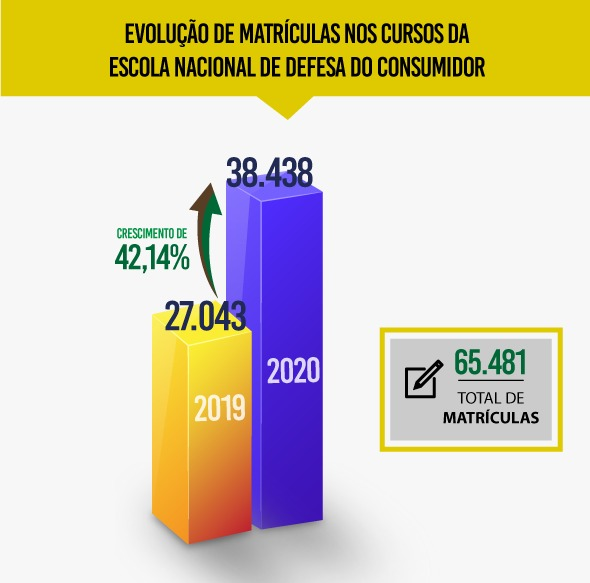 EVOLUÇÃO DE MATRÍCULAS NOS CURSOS DA
ESCOLA NACIONAL DE DEFESA DO CONSUMIDOR
38.438
CRESCIMENTO DE
42,14%
27.043
2020
2019
65.481
TOTAL DE
MATRÍCULAS